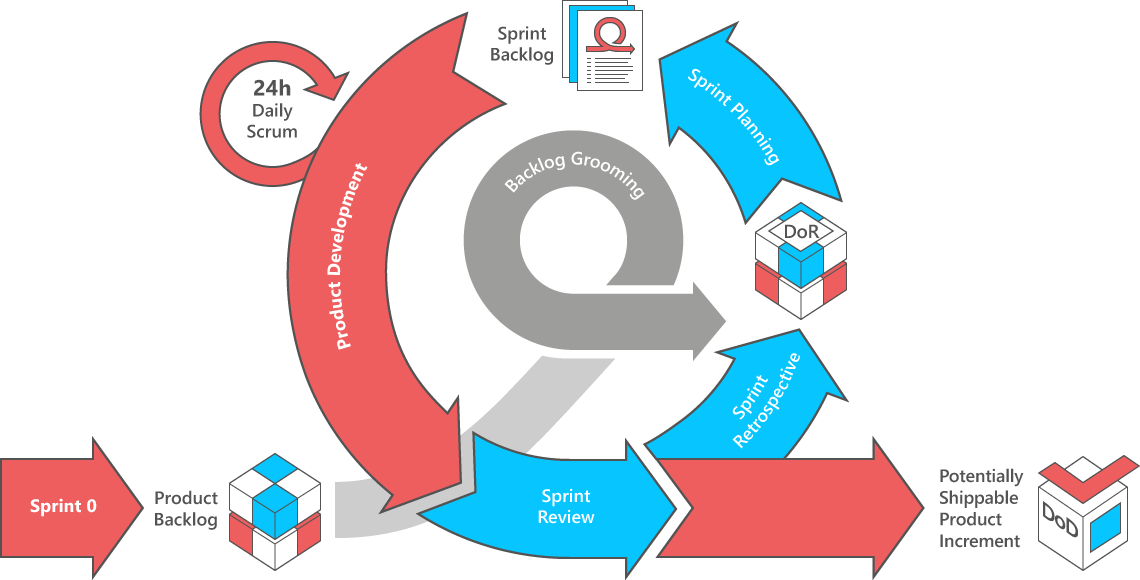 Sprint
Backlog
24h
Daily
Scrum
Sprint Planning
Backlog Grooming
Product Development
DoR
Sprint
Retrospective
Sprint 0
Product
Backlog
Sprint
Review
Potentially
Shippable
Product
Increment
DoD